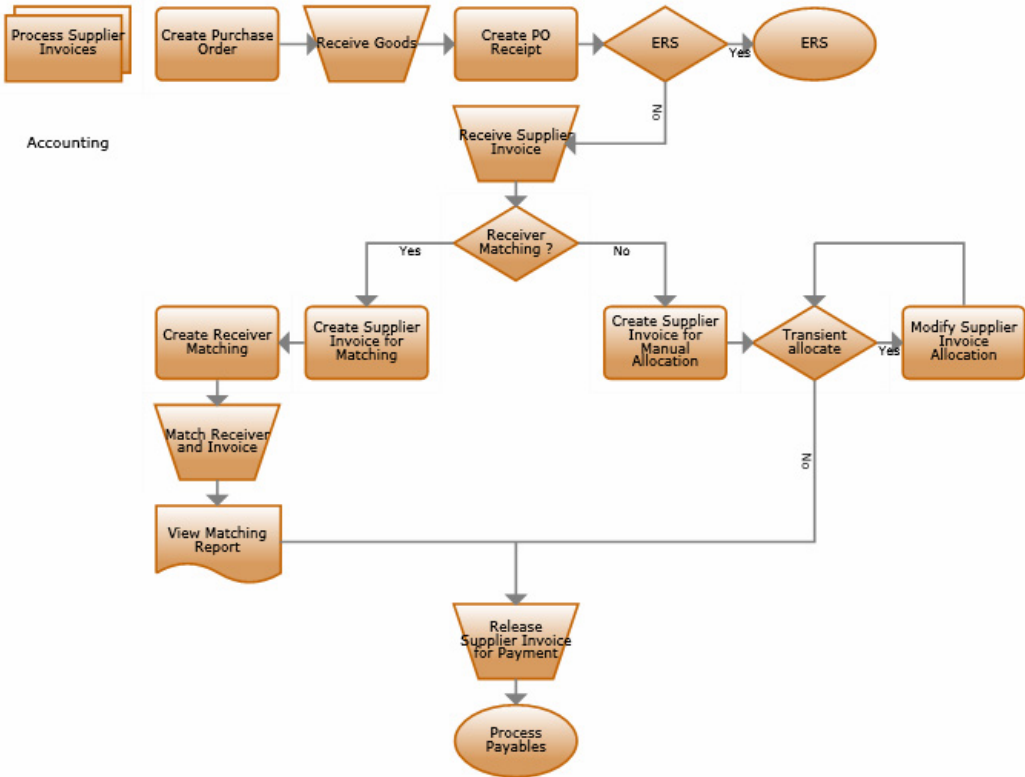 Process Supplier
Invoices
Create Purchase
Order
Receive Goods
Create PO
Receipt
ERS
Yes
ERS
No
Accounting
Receive Supplier
Invoice
Receiver
Matching ?
Yes
No
Create Receiver
Matching
Create Supplier
Invoice for
Matching
Create Supplier
Invoice for
Manual
Allocation
Transient
allocate
Yes
Modify Supplier
Invoice
Allocation
Match Receiver
and Invoice
No
View Matching
Report
Release
Supplier Invoice
for Payment
Process
Payables